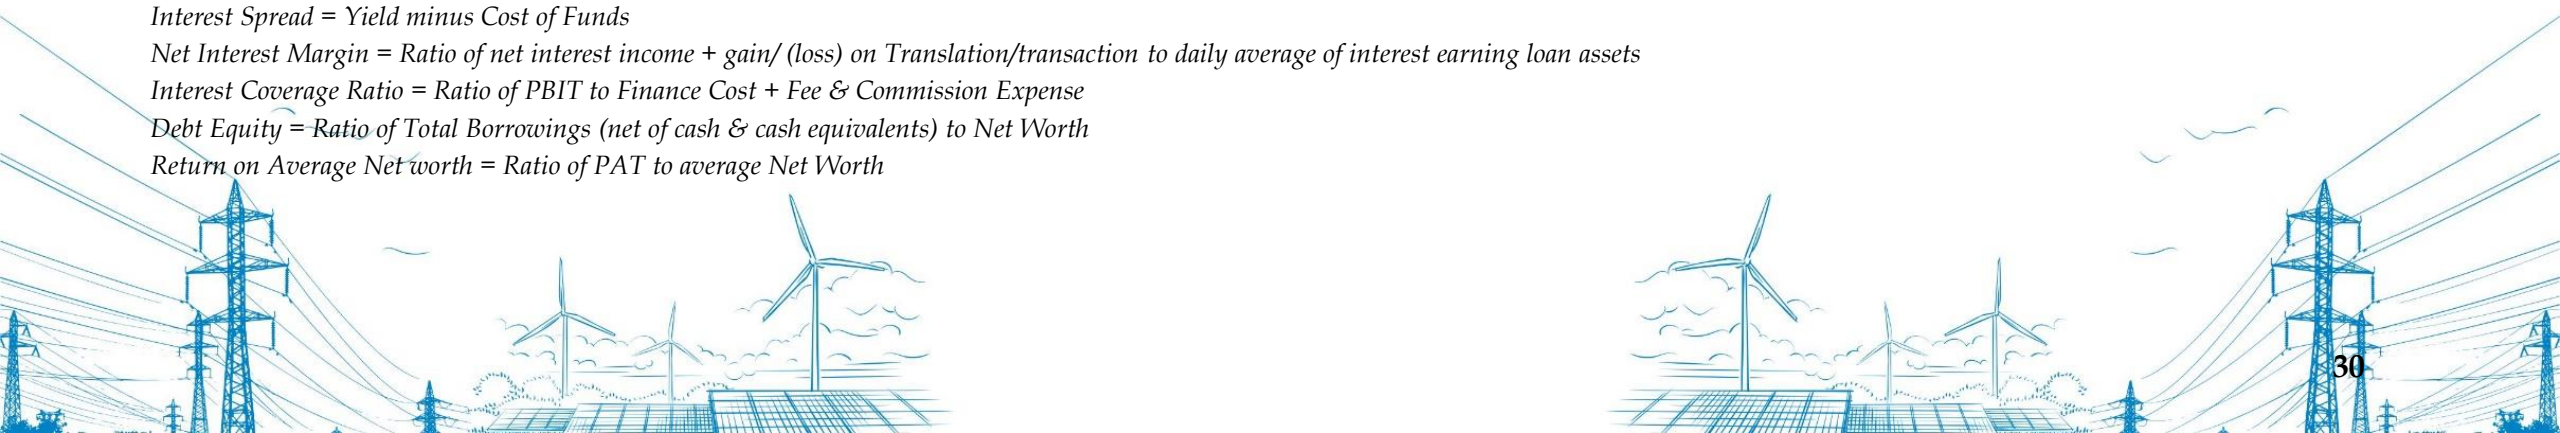 Interest Spread = Yield minus Cost of Funds
Net Interest Margin = Ratio of net interest income + gain/ (loss) on Translation/transaction to daily average of interest earning loan assets
Interest Coverage Ratio = Ratio of PBIT to Finance Cost + Fee & Commission Expense
Debt Equity = Ratio of Total Borrowings (net of cash & cash equivalents) to Net Worth
Return on Average Net worth = Ratio of PAT to average Net Worth
30